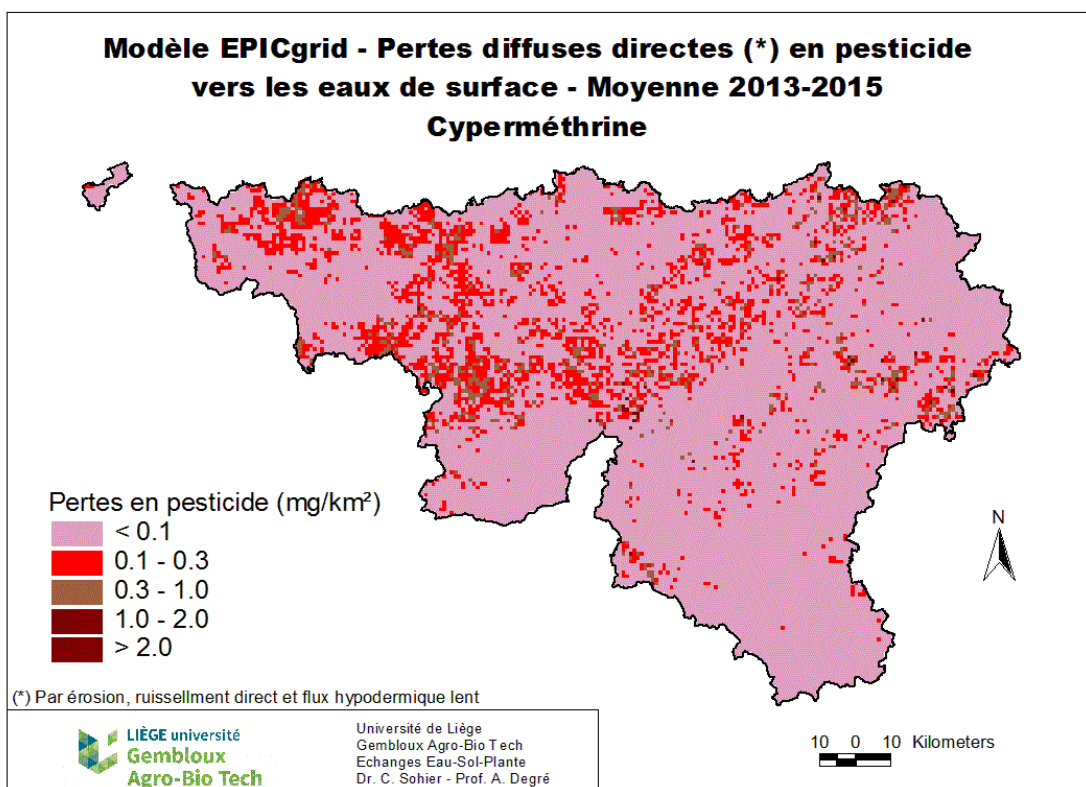 Modèle EPICgrid - Pertes diffuses directes (*) en pesticide
vers les eaux de surface - Moyenne 2013-2015
Cyperméthrine
Pertes en pesticide (mg/km²)
< 0.1
0.1 - 0.3
0.3 - 1.0
1.0 - 2.0
> 2.0
N
(*) Par érosion, ruissellment direct et flux hypodermique lent
LIÈGE université
Gembloux
Agro-Bio Tech
Université de Liège
Gembloux Agro-Bio Tech
Echanges Eau-Sol-Plante
Dr. C. Sohier - Prof. A. Degré
10 0 10 Kilometers